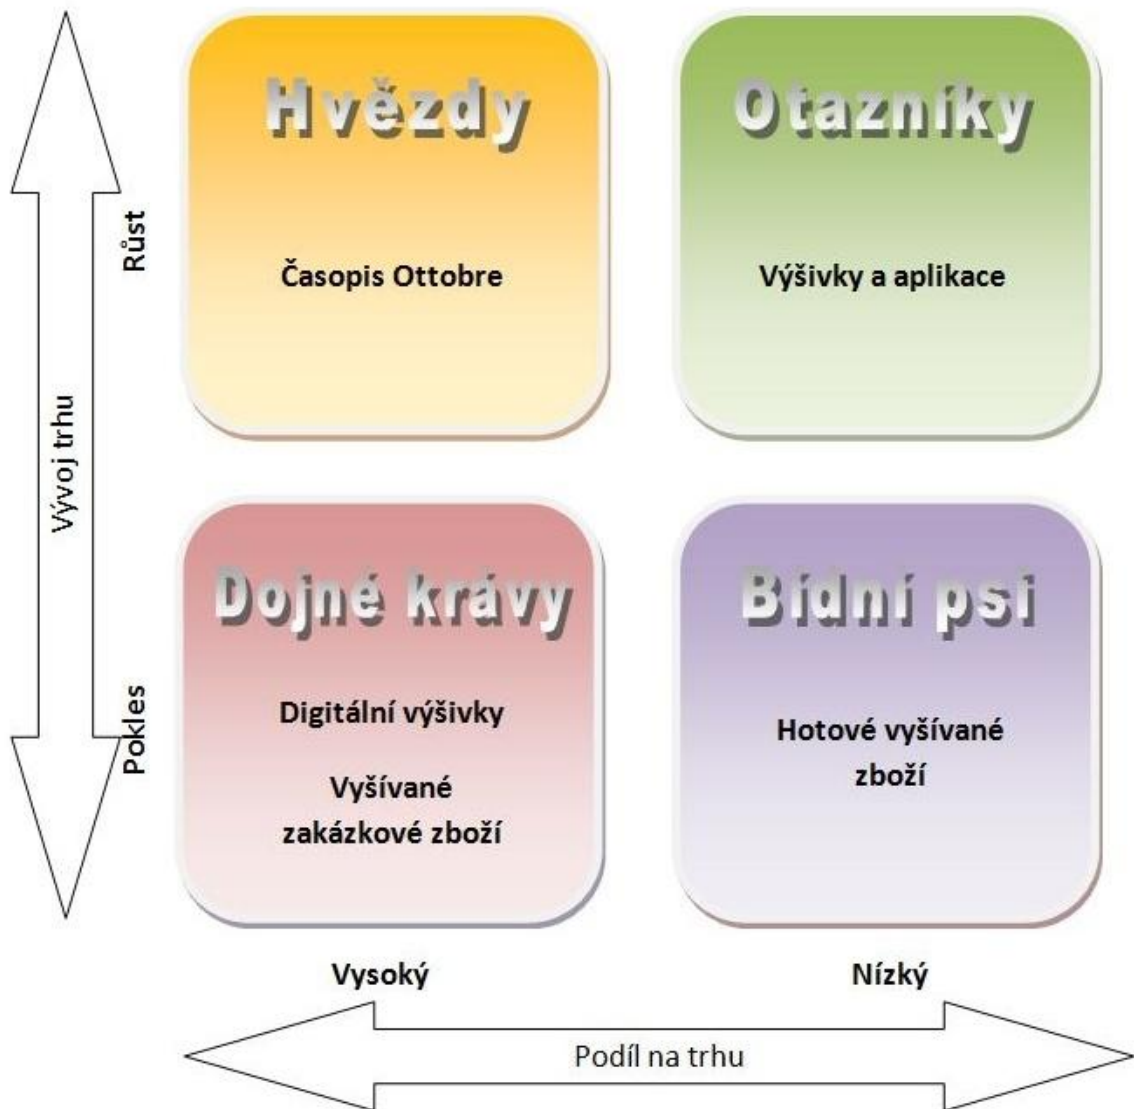 Hvězdy
Otazníky
Růst
Časopis Ottobre
Výšivky a aplikace
Vývoj trhu
Dojné krávy
Bídní psi
Pokles
Digitální výšivky
Vyšívané
zakázkové zboží
Hotové vyšívané
zboží
Vysoký
Nízký
Podíl na trhu